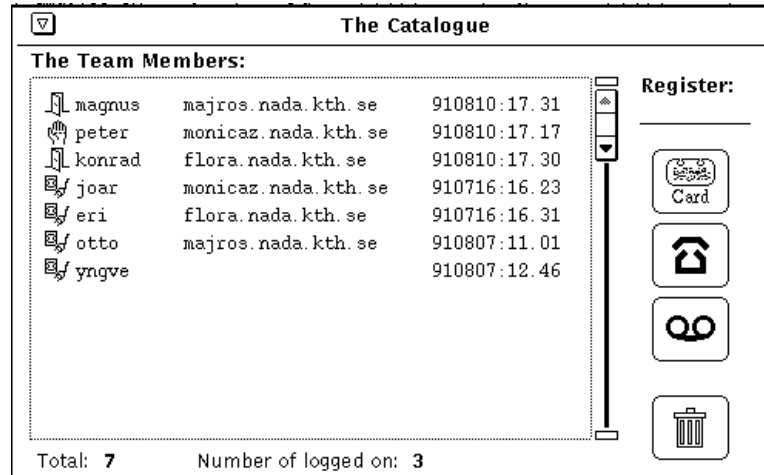 The Catalogue
The Team Members:
Register:
magnus majros.nada.kth.se 910810:17.31
peter monicaz.nada.kth.se 910810:17.17
konrad flora.nada.kth.se 910810:17.30
joar monicaz.nada.kth.se 910716:16.23
eri flora.nada.kth.se 910716:16.31
otto majros.nada.kth.se 910807:11.01
yngve 910807:12.46
Card
Total: 7 Number of logged on: 3